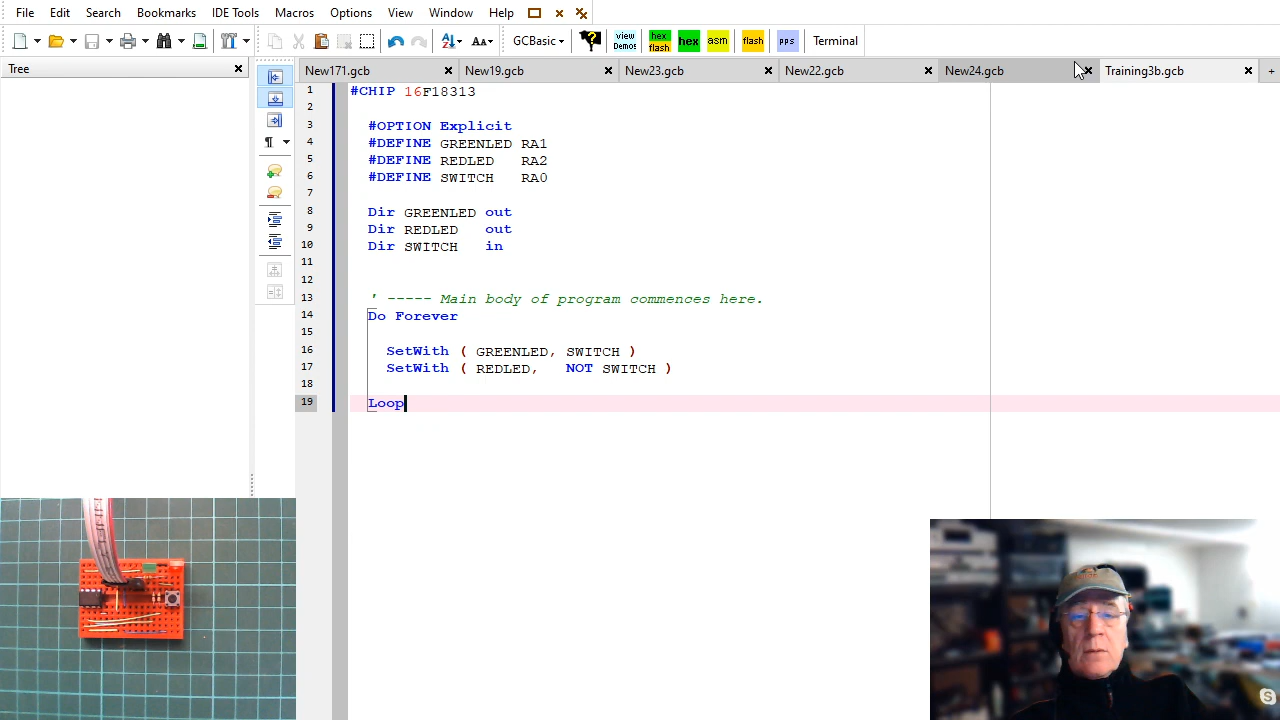 File Edit Search Bookmarks IDE Tools Macros Options View Window Help
GCBasic view Demos hex flash hex asm flash pps Terminal
Tree
New171.gcb New19.gcb New23.gcb New22.gcb New24.gcb Training3b.gcb
1 #CHIP 16F18313
2
3 #OPTION Explicit
4 #DEFINE GREENLED RA1
5 #DEFINE REDLED RA2
6 #DEFINE SWITCH RA0
7
8 Dir GREENLED out
9 Dir REDLED out
10 Dir SWITCH in
11
12
13 ' ----- Main body of program commences here.
14 Do Forever
15
16 SetWith ( GREENLED, SWITCH )
17 SetWith ( REDLED, NOT SWITCH )
18
19 Loop